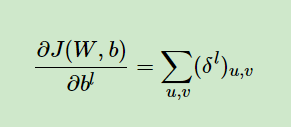 ∂J(W, b)/∂b^l = ∑_{u,v} (δ^l)_{u,v}